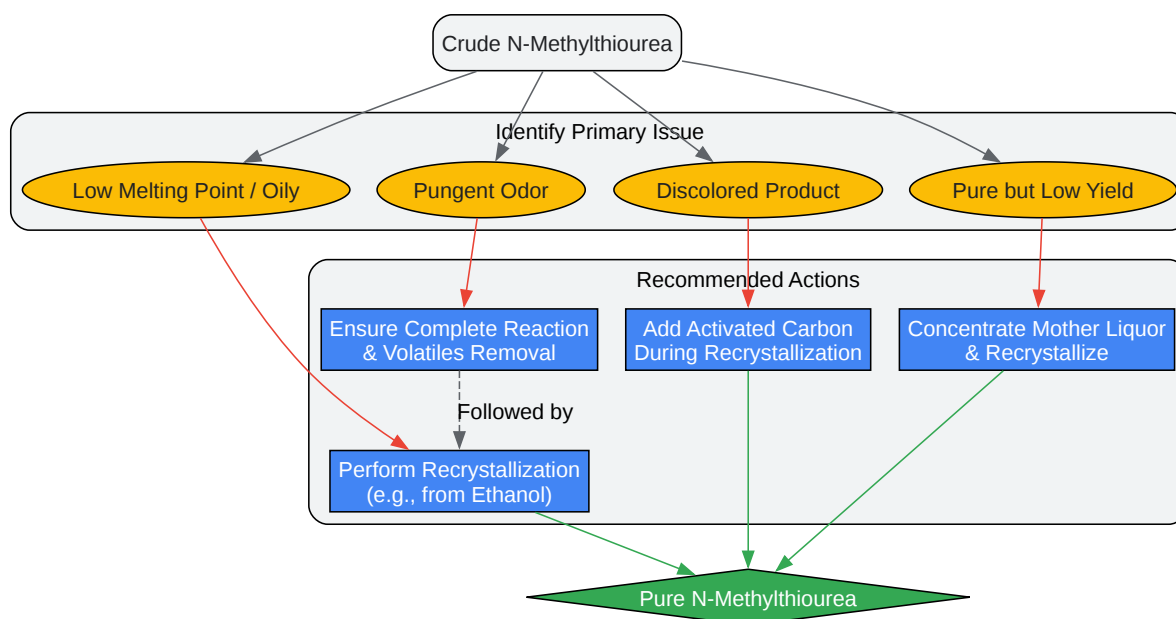 Crude N-Methylthiourea
Identify Primary Issue
Low Melting Point / Oily
Pungent Odor
Discolored Product
Pure but Low Yield
Recommended Actions
Ensure Complete Reaction
& Volatiles Removal
Add Activated Carbon
During Recrystallization
Concentrate Mother Liquor
& Recrystallize
Followed by
Perform Recrystallization
(e.g., from Ethanol)
Pure N-Methylthiourea